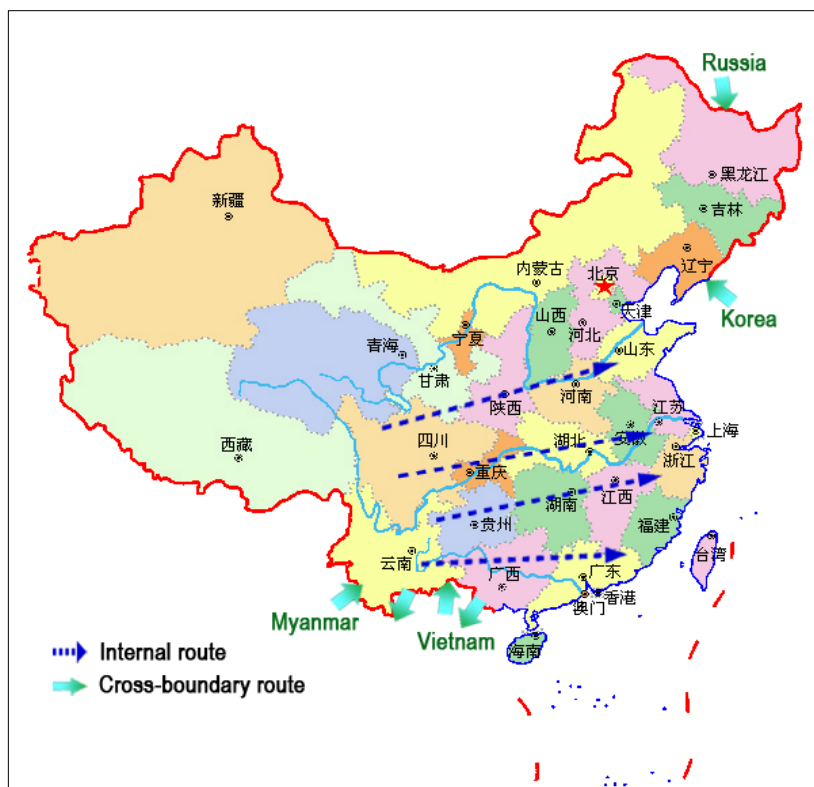 Russia
黑龙江
新疆
吉林
辽宁
内蒙古
北京
天津
Korea
山西
河北
宁夏
青海
山东
甘肃
陕西
河南
江苏
上海
四川
湖北
安徽
西藏
重庆
浙江
江西
湖南
贵州
福建
云南
台湾
广西
广东
香港
澳门
Myanmar
Vietnam
海南
Internal route
Cross-boundary route